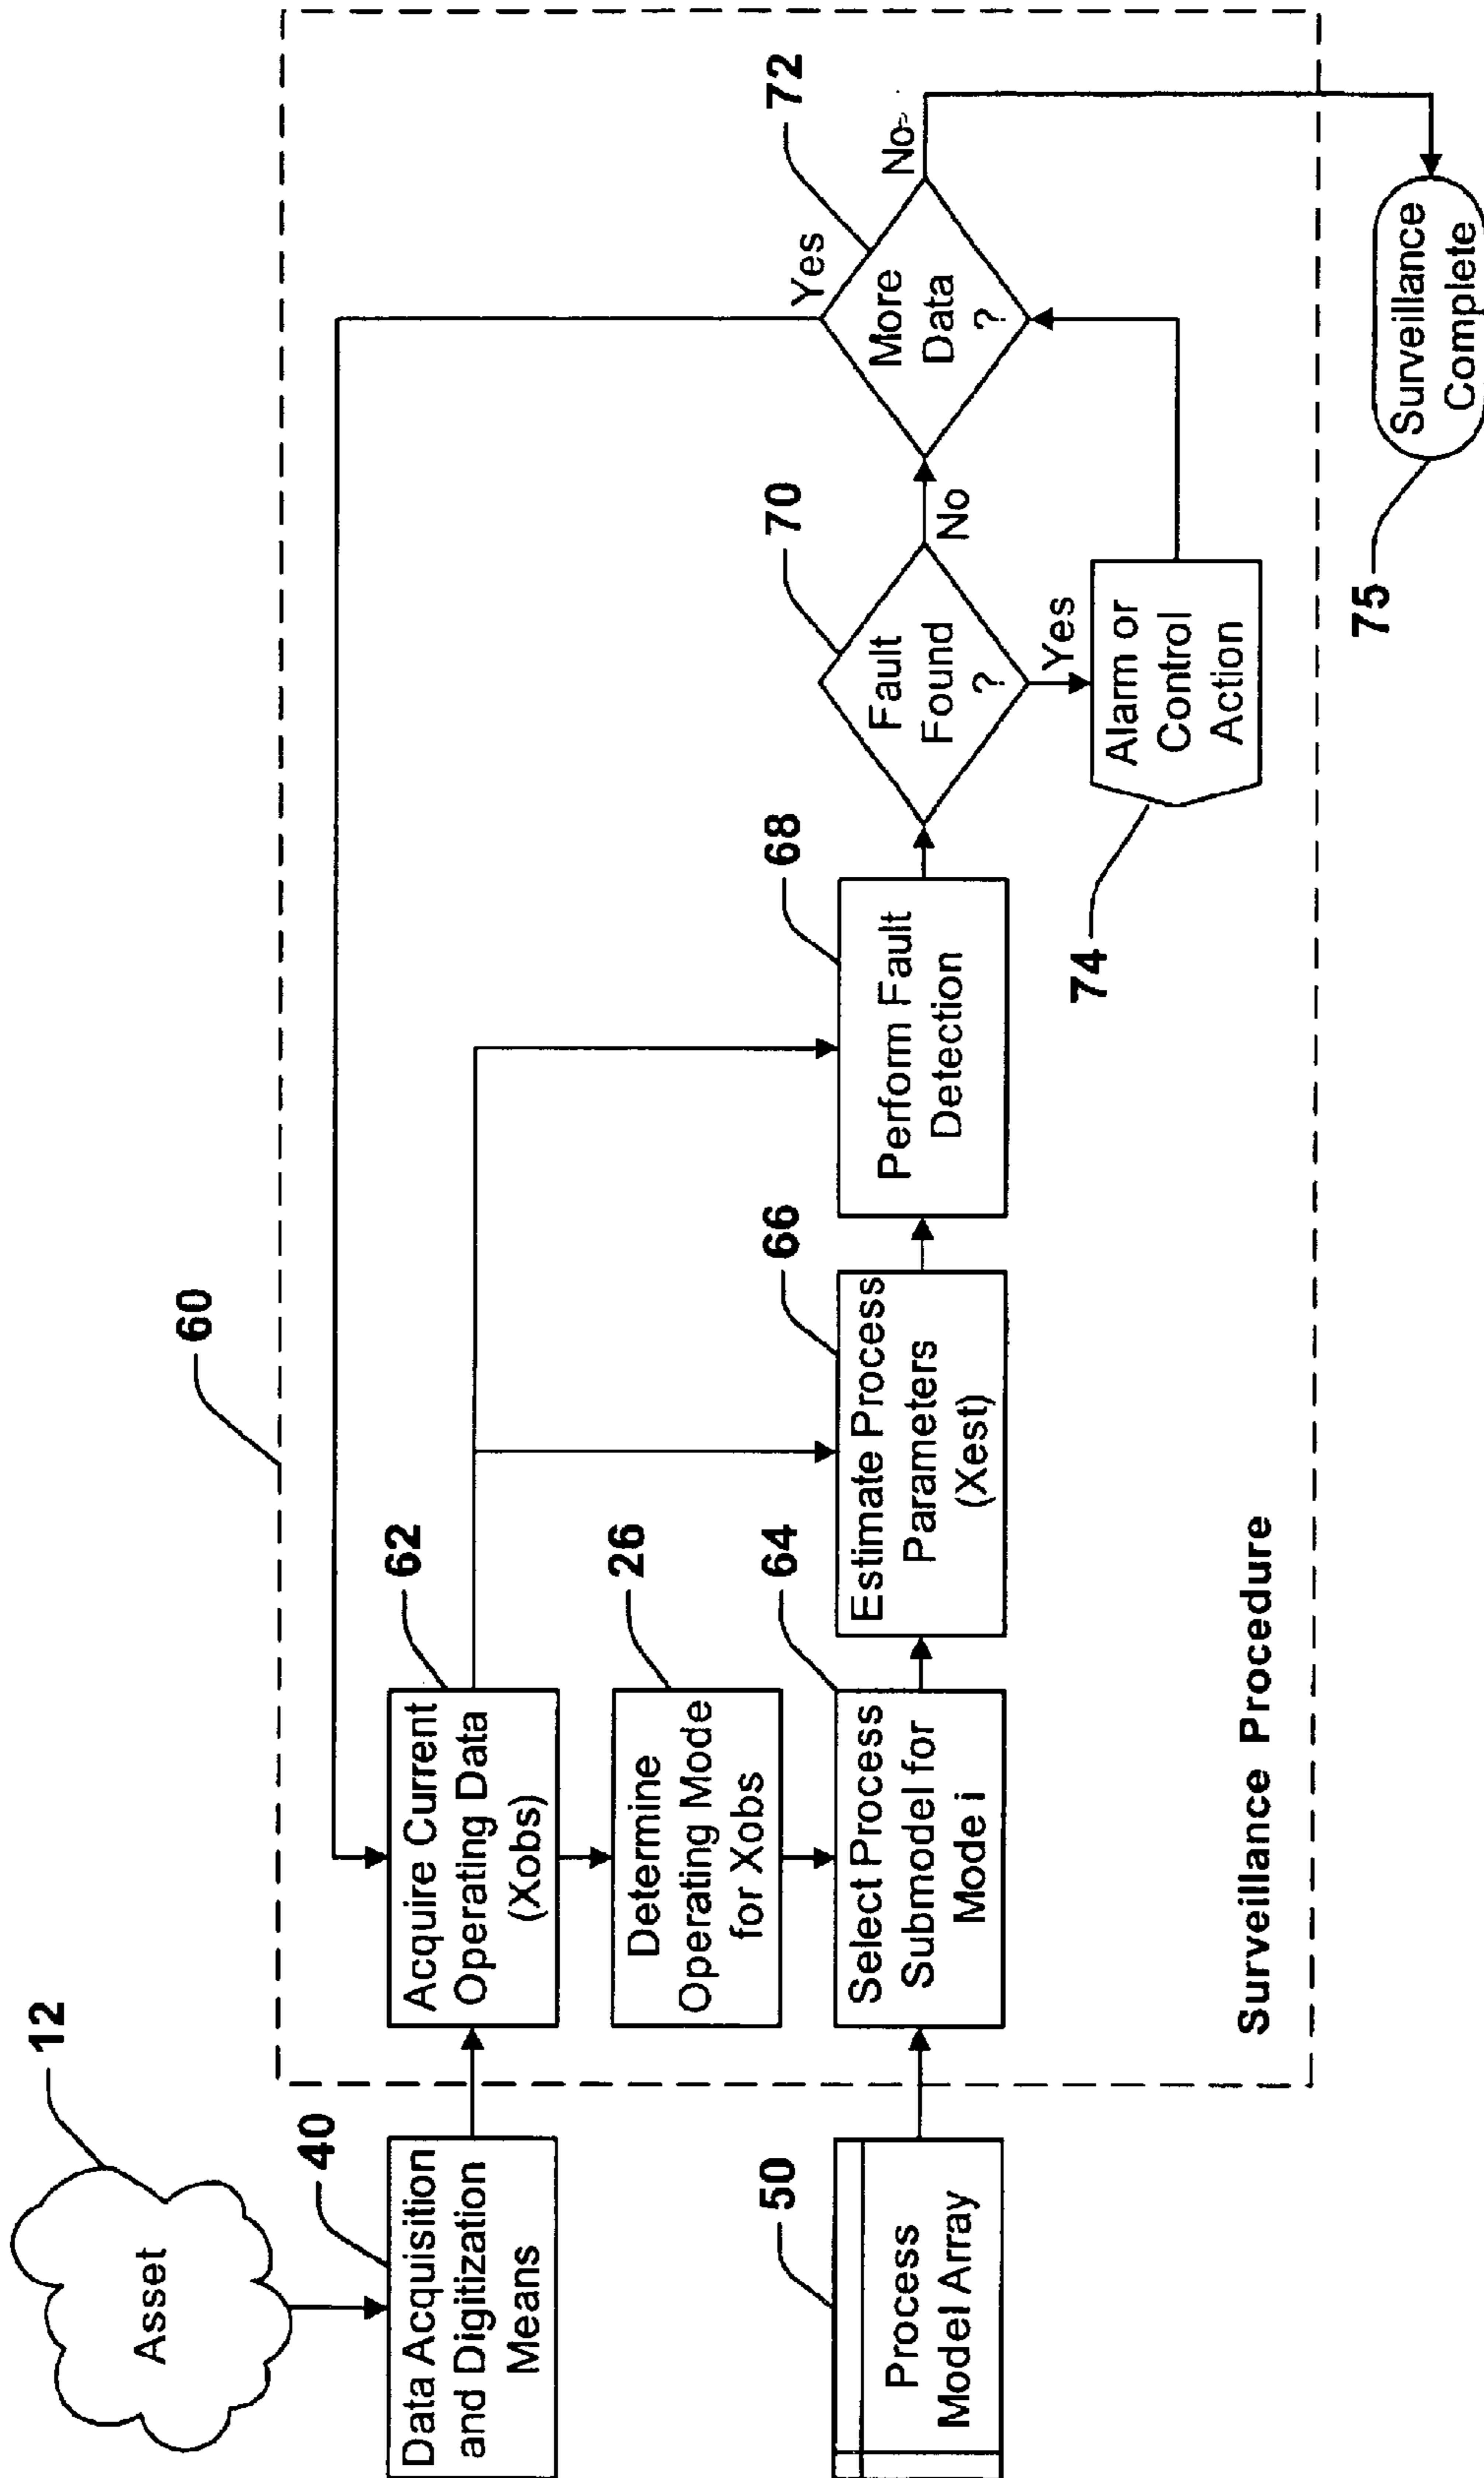 12
Asset
40
Data Acquisition
and Digitization
Means
50
Process
Model Array
60
62
Acquire Current
Operating Data
(Xobs)
26
Determine
Operating Mode
for Xobs
64
Select Process
Submodel for
Mode i
66
Estimate Process
Parameters
(Xest)
68
Perform Fault
Detection
70
Fault
Found
?
No
Yes
74
Alarm or
Control
Action
72
More
Data
?
Yes
No
Surveillance Procedure
75
Surveillance
Complete